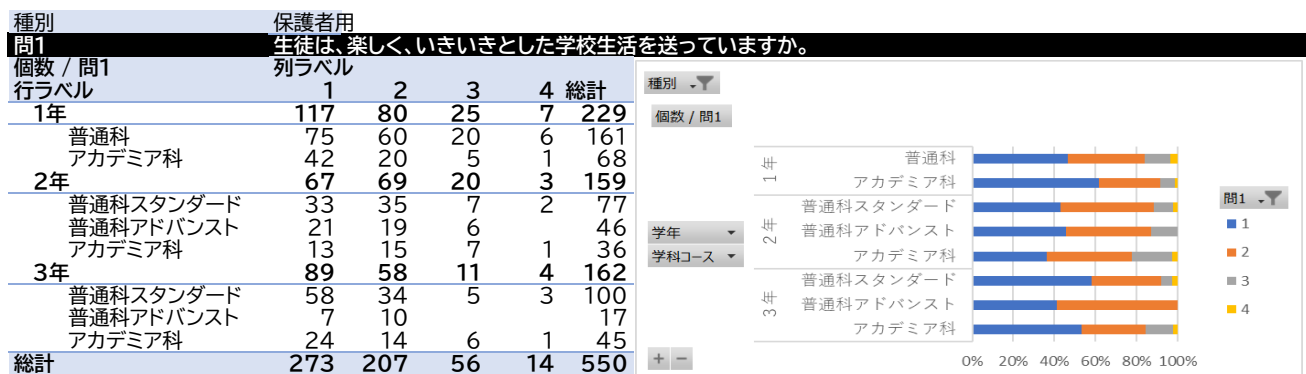 種別 保護者用
問1 生徒は、楽しく、いきいきとした学校生活を送っていますか。
個数 / 問1 列ラベル
行ラベル 1 2 3 4 総計
1年 117 80 25 7 229
普通科 75 60 20 6 161
アカデミア科 42 20 5 1 68
2年 67 69 20 3 159
普通科スタンダード 33 35 7 2 77
普通科アドバンスト 21 19 6 46
アカデミア科 13 15 7 1 36
3年 89 58 11 4 162
普通科スタンダード 58 34 5 3 100
普通科アドバンスト 7 10 17
アカデミア科 24 14 6 1 45
総計 273 207 56 14 550
種別
個数 / 問1
学年
学科コース
1年
普通科
アカデミア科
2年
普通科スタンダード
普通科アドバンスト
アカデミア科
3年
普通科スタンダード
普通科アドバンスト
アカデミア科
0% 20% 40% 60% 80% 100%
問1
1
2
3
4
+ −